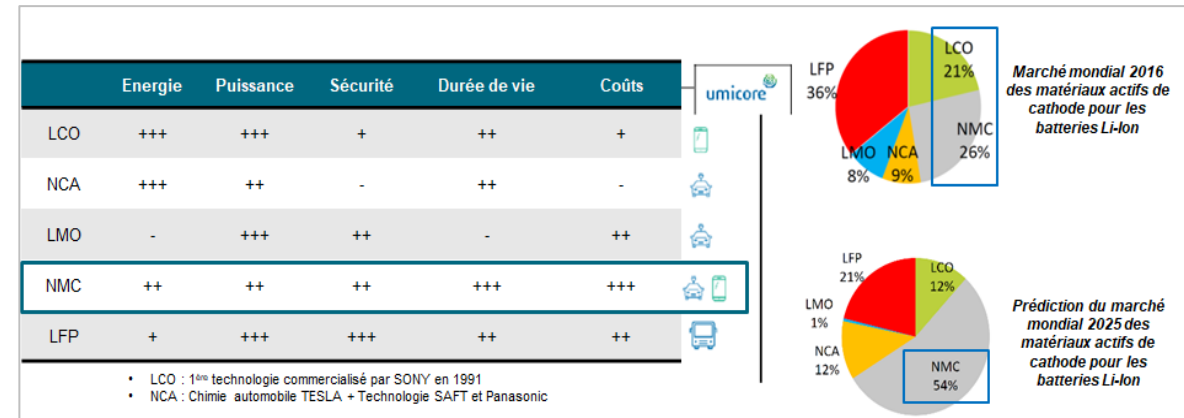 Energie Puissance Sécurité Durée de vie Coûts
umicore
LCO +++ +++ + ++ +
NCA +++ ++ - ++ -
LMO - +++ ++ - ++
NMC ++ ++ ++ +++ +++
LFP + +++ +++ ++ ++
• LCO : 1ère technologie commercialisé par SONY en 1991
• NCA : Chimie automobile TESLA + Technologie SAFT et Panasonic
LFP
36%
LCO
21%
NMC
26%
LMO
8%
NCA
9%
Marché mondial 2016
des matériaux actifs de
cathode pour les
batteries Li-Ion
LFP
21%
LCO
12%
LMO
1%
NCA
12%
NMC
54%
Prédiction du marché
mondial 2025 des
matériaux actifs de
cathode pour les
batteries Li-Ion